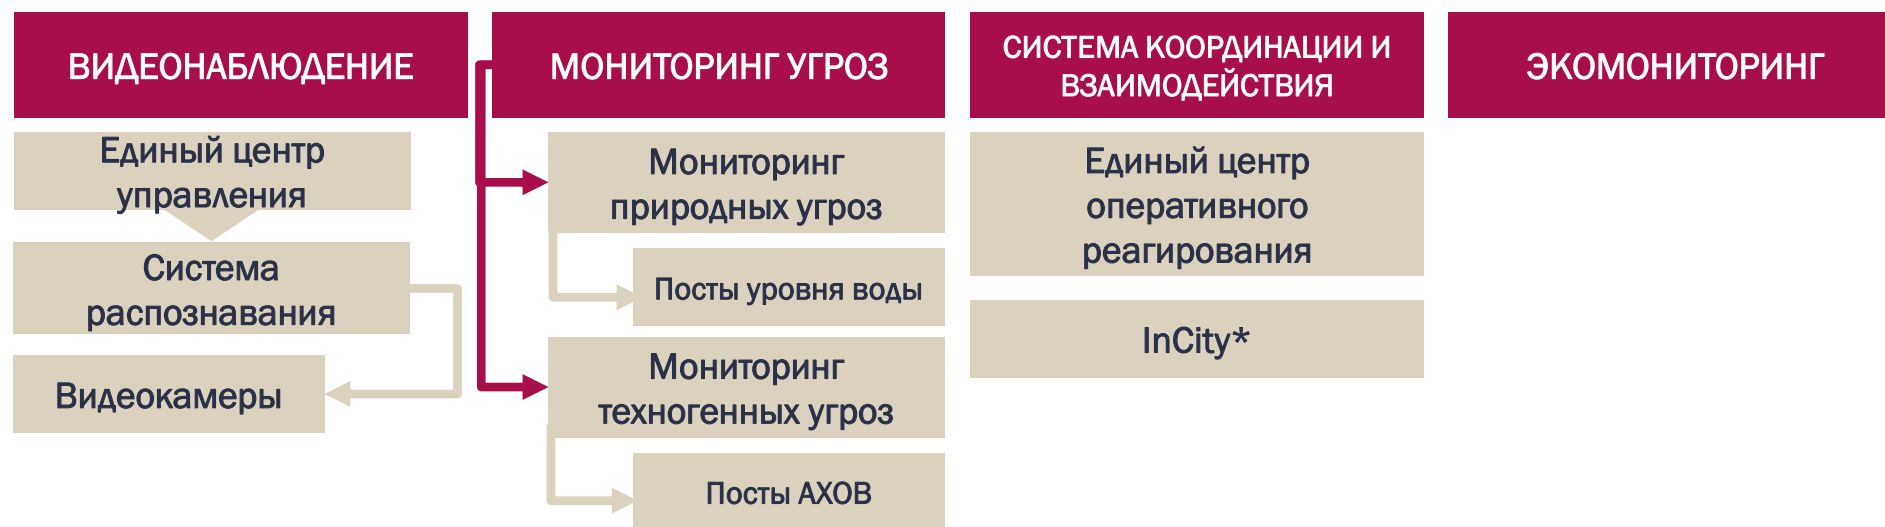 ВИДЕОНАБЛЮДЕНИЕ
Единый центр
управления
Система
распознавания
Видеокамеры
МОНИТОРИНГ УГРОЗ
Мониторинг
природных угроз
Посты уровня воды
Мониторинг
техногенных угроз
Посты АХОВ
СИСТЕМА КООРДИНАЦИИ И
ВЗАИМОДЕЙСТВИЯ
Единый центр
оперативного
реагирования
InCity*
ЭКОМОНИТОРИНГ